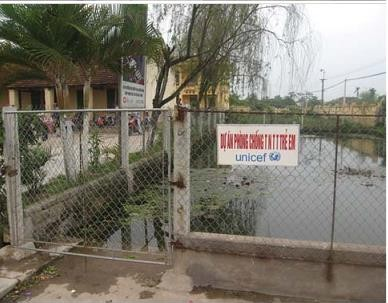 DỰ ÁN PHÒNG CHỐNG T N T T TRẺ EM
unicef